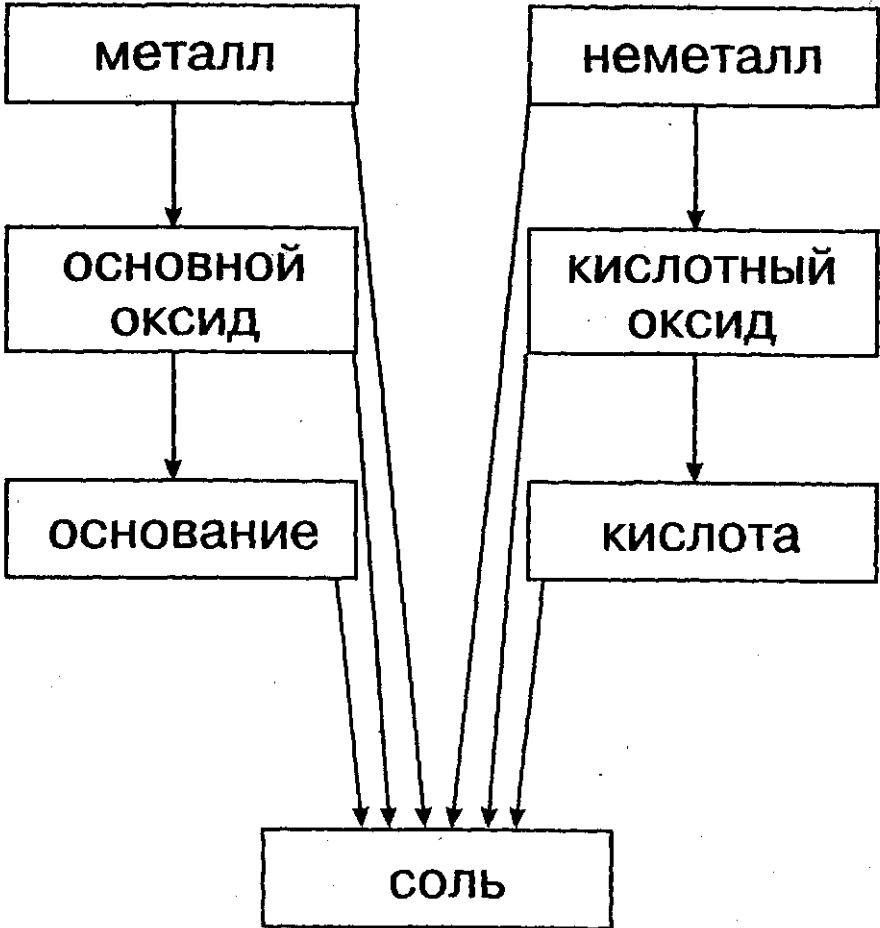 металл
неметалл
основной
оксид
кислотный
оксид
основание
кислота
соль